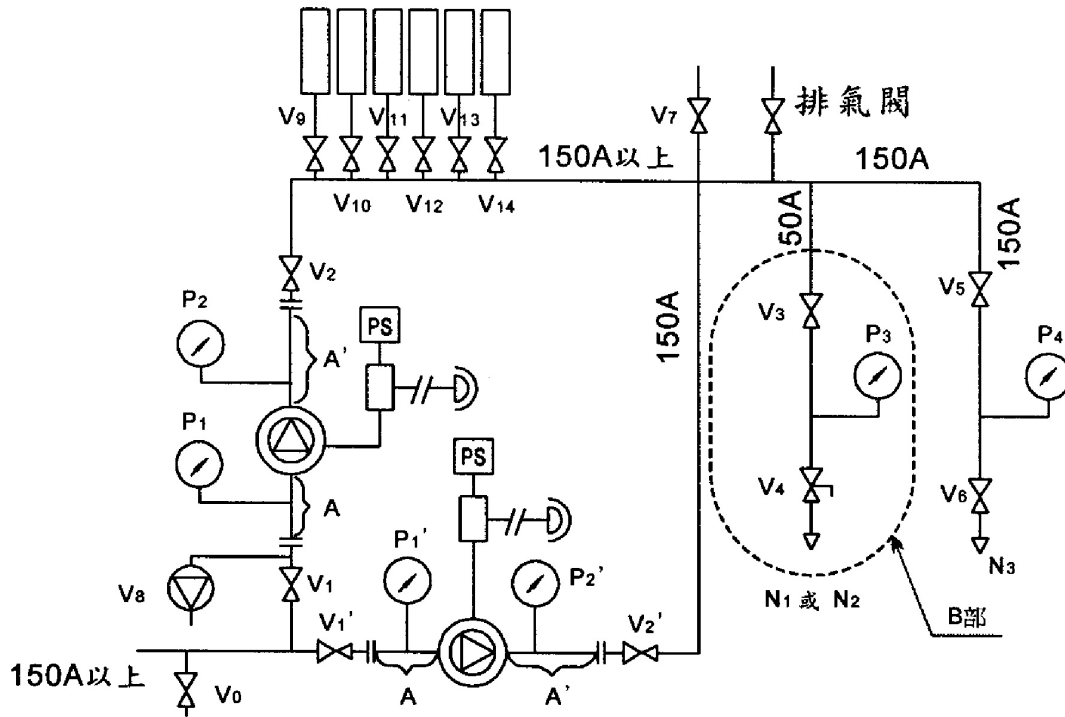 V9
V11
V13
V7
排氣閥
150A以上
150A
V10
V12
V14
50A
150A
V2
P2
PS
A'
V3
V5
150A
P3
P4
P1
PS
V4
V6
A
P1'
P2'
N3
V8
V1
N1或 N2
V1'
V2'
B部
150A以上
V0
A
A'